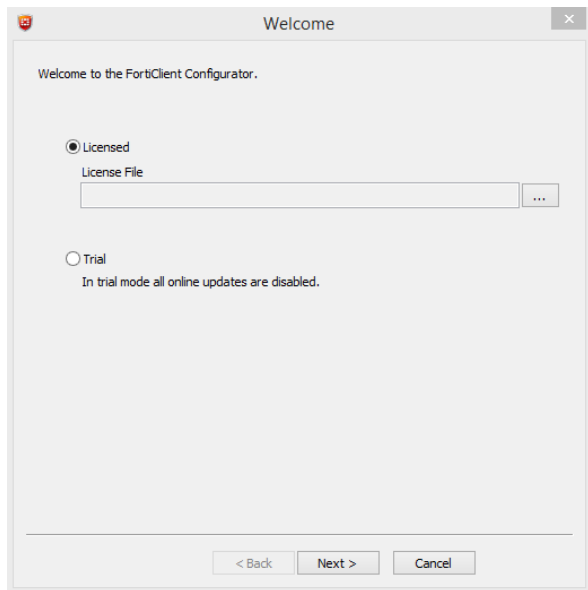 Welcome
Welcome to the FortiClient Configurator.
Licensed
License File
...
Trial
In trial mode all online updates are disabled.
< Back Next > Cancel